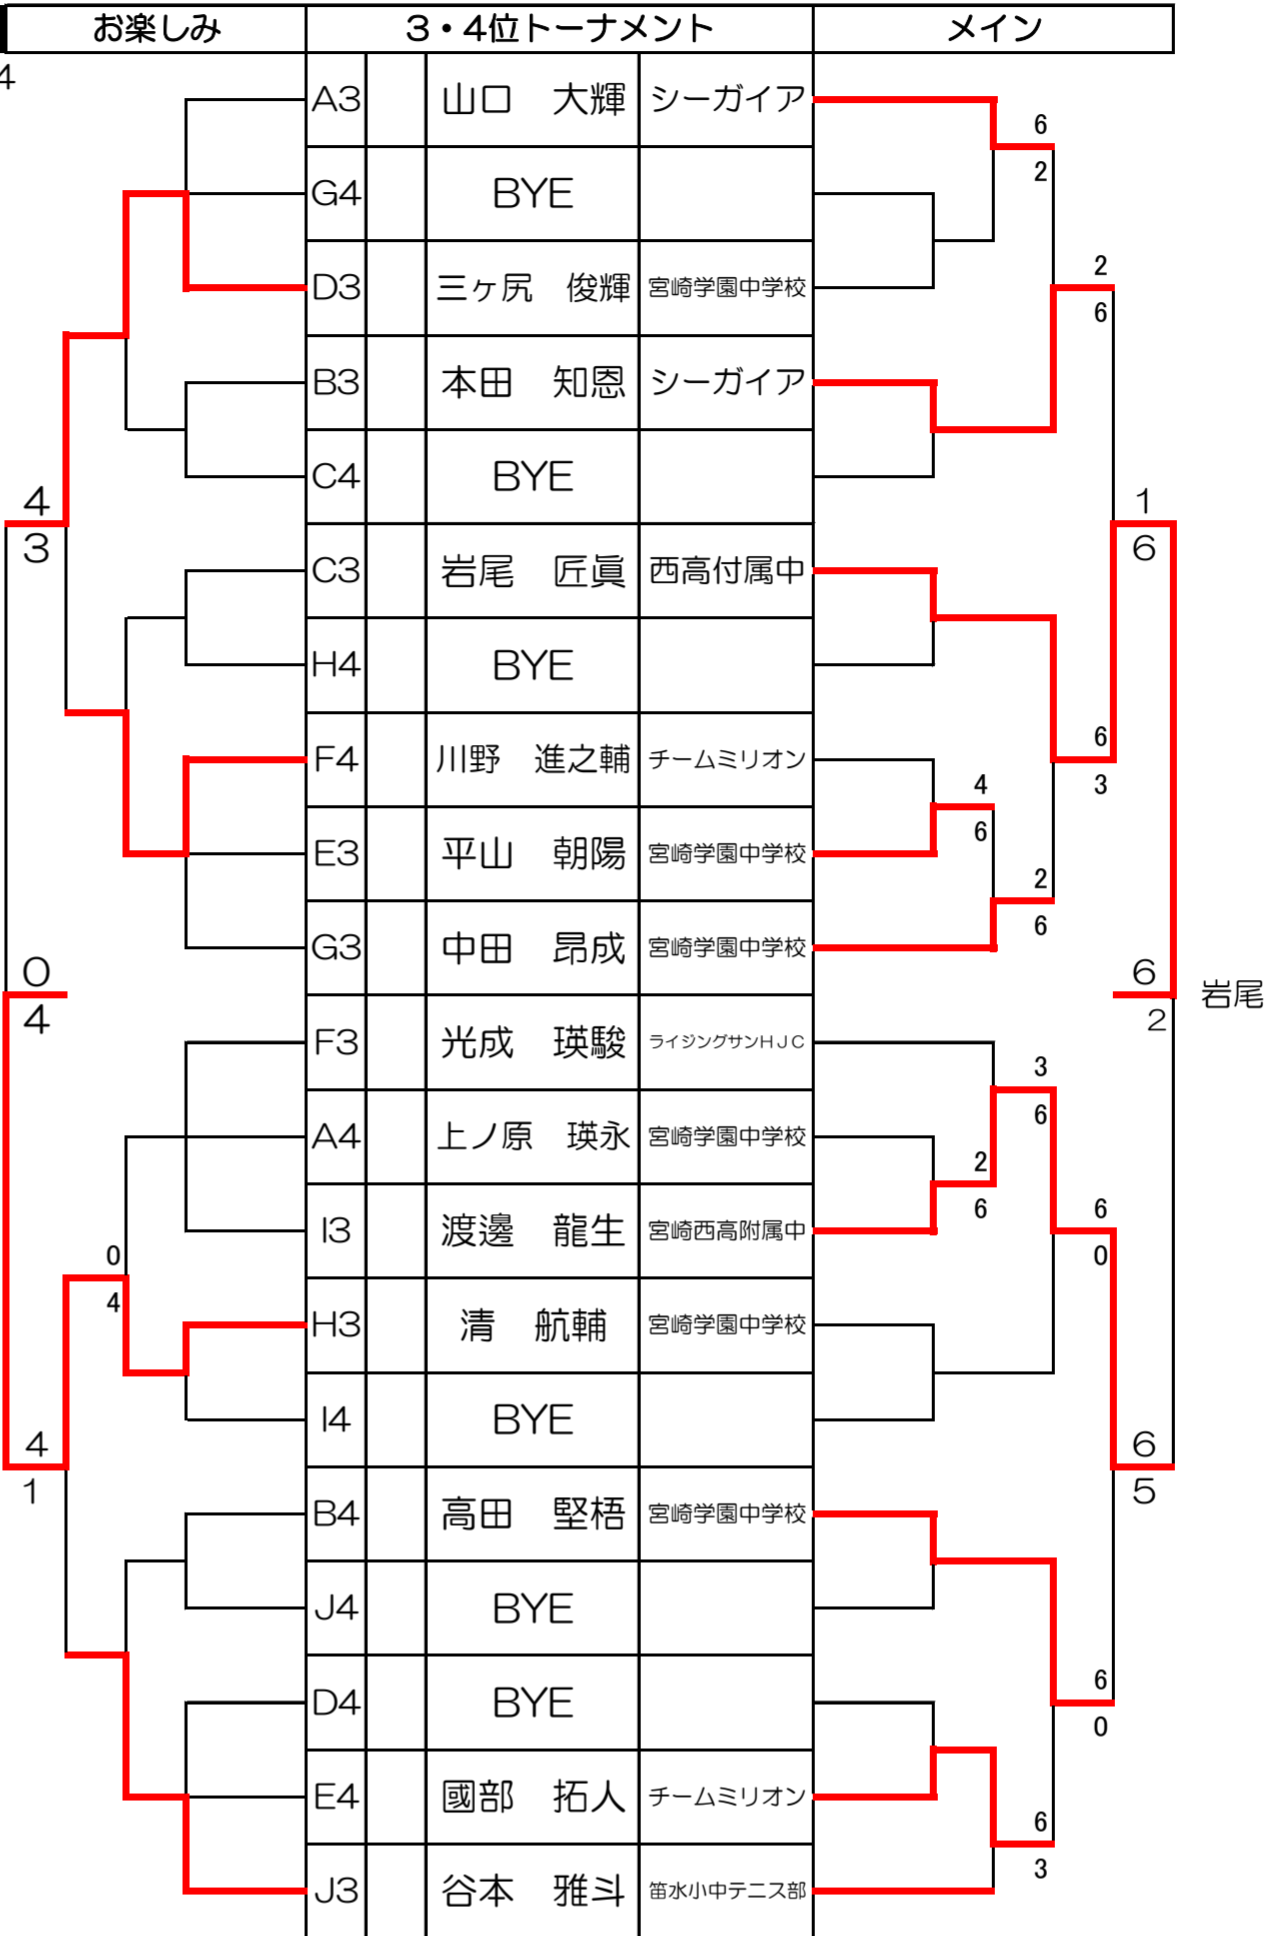 お楽しみ 3・4位トーナメント メイン
4
A3 山口 大輝 シーガイア
6
2
G4 BYE
2
D3 三ヶ尻 俊輝 宮崎学園中学校
6
B3 本田 知恩 シーガイア
C4 BYE
4 1
3 6
C3 岩尾 匠眞 西高付属中
H4 BYE
6
F4 川野 進之輔 チームミリオン
4 3
6
E3 平山 朝陽 宮崎学園中学校
2
6
G3 中田 昂成 宮崎学園中学校
0 6
岩尾
4 2
F3 光成 瑛駿 ライジングサンHJC
3
6
A4 上ノ原 瑛永 宮崎学園中学校
2
6 6
I3 渡邊 龍生 宮崎西高附属中
0 0
4
H3 清 航輔 宮崎学園中学校
I4 BYE
4 6
1 5
B4 高田 堅梧 宮崎学園中学校
J4 BYE
6
D4 BYE
0
E4 國部 拓人 チームミリオン
6
3
J3 谷本 雅斗 笛水小中テニス部